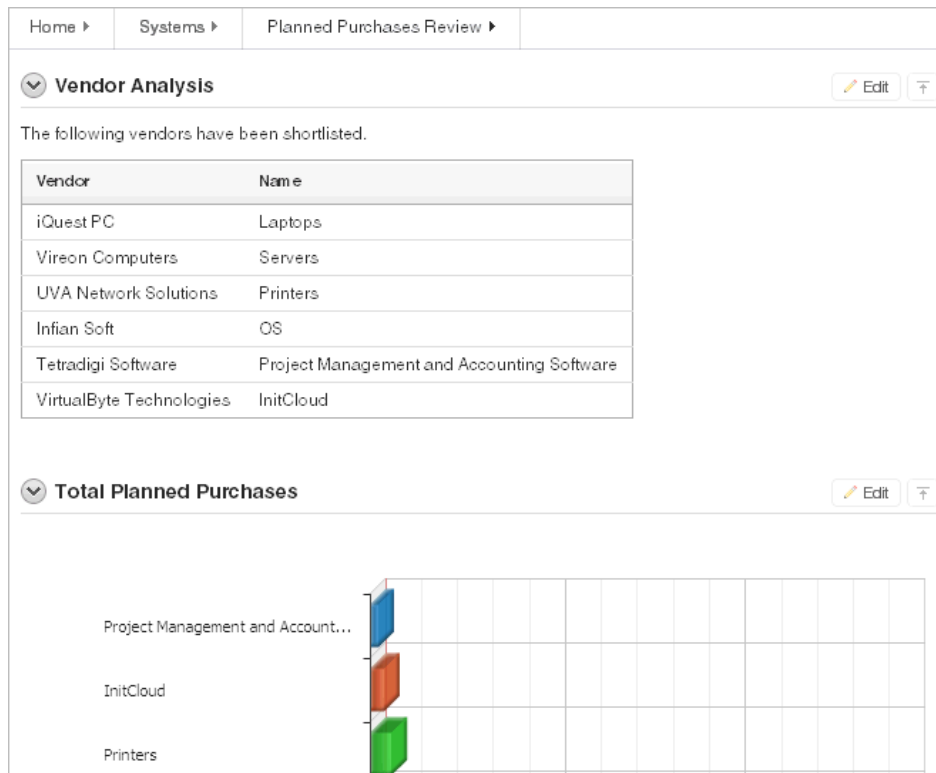 Home Systems Planned Purchases Review
Vendor Analysis Edit
The following vendors have been shortlisted.
Vendor Name
iQuest PC Laptops
Vireon Computers Servers
UVA Network Solutions Printers
Infian Soft OS
Tetradigi Software Project Management and Accounting Software
VirtualByte Technologies InitCloud
Total Planned Purchases Edit
Project Management and Account...
InitCloud
Printers